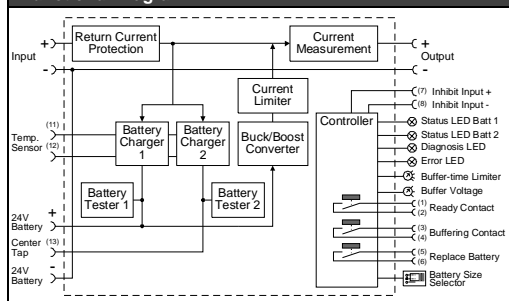 Return Current
Protection
Current
Measurement
+
Input
-
+
Output
-
Current
Limiter
(7) Inhibit Input +
(8) Inhibit Input -
Controller
Status LED Batt 1
Status LED Batt 2
Diagnosis LED
Error LED
Buffer-time Limiter
Buffer Voltage
(11)
Temp.
Sensor (12)
Battery
Charger
1
Battery
Charger
2
Buck/Boost
Converter
Battery
Tester 1
Battery
Tester 2
(1) Ready Contact
(2)
(3) Buffering Contact
(4)
(5) Replace Battery
(6)
+
24V
Battery
Center (13)
Tap
-
24V
Battery
Battery Size
Selector